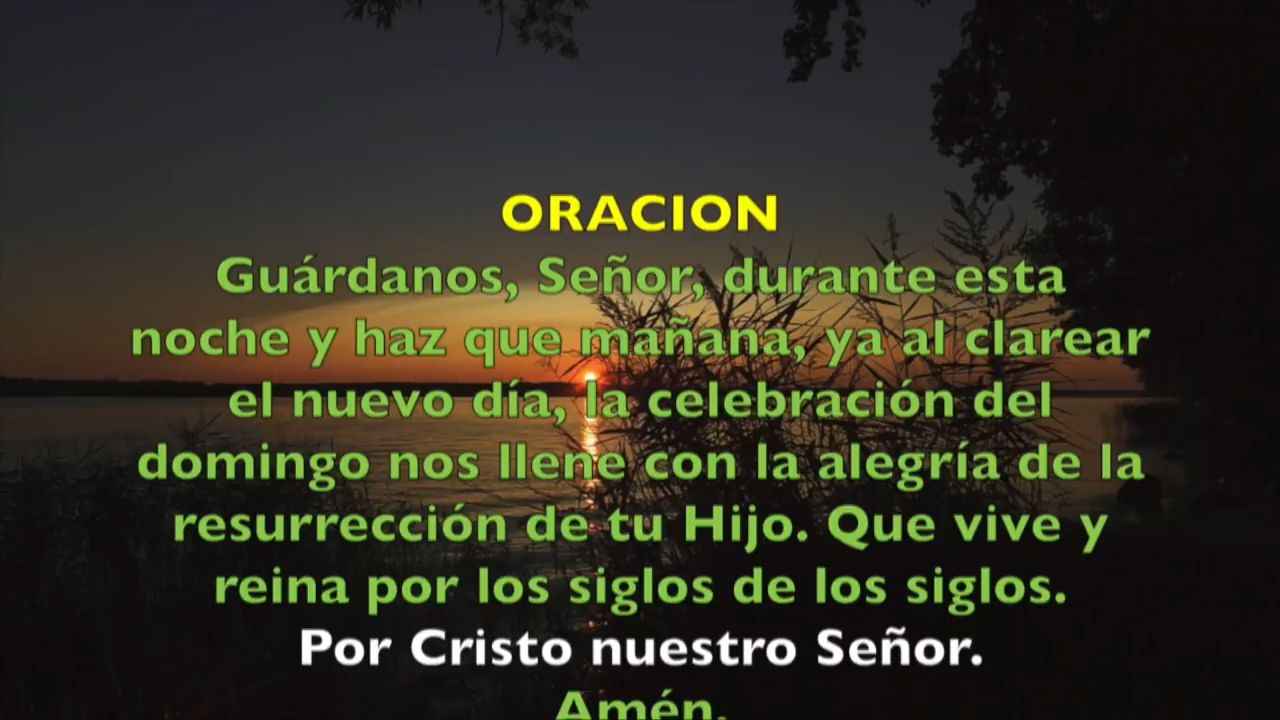 ORACION
Guárdanos, Señor, durante esta
noche y haz que mañana, ya al clarear
el nuevo día, la celebración del
domingo nos llene con la alegría de la
resurrección de tu Hijo. Que vive y
reina por los siglos de los siglos.
Por Cristo nuestro Señor.
Amén.